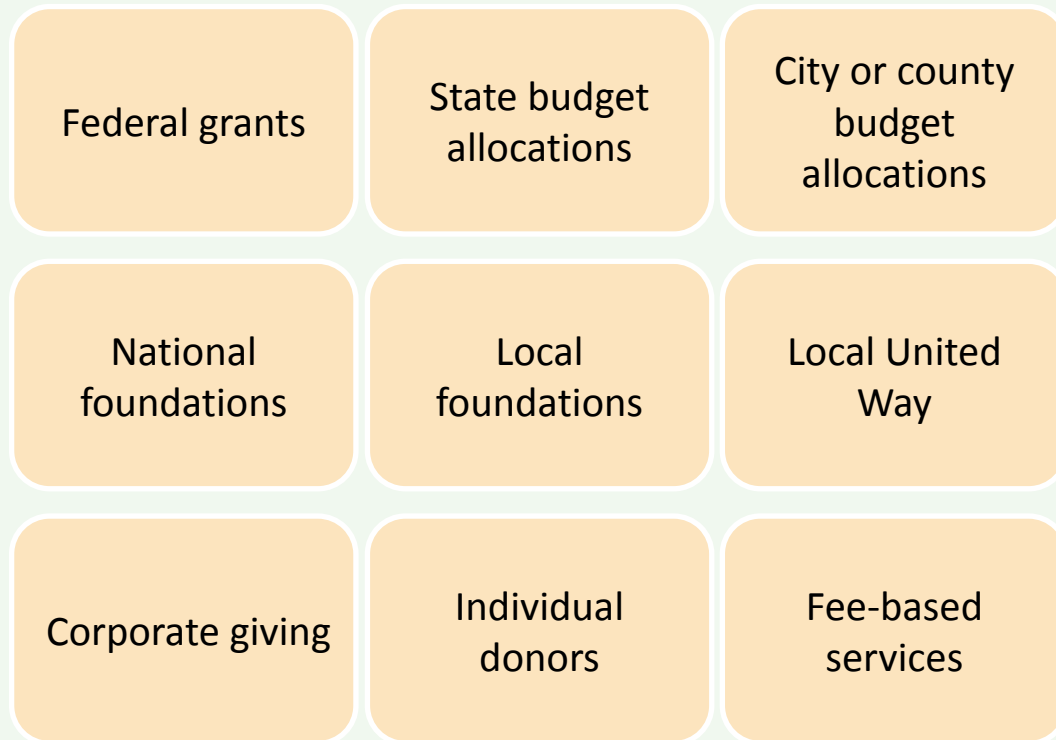 Federal grants
State budget
allocations
City or county
budget
allocations
National
foundations
Local
foundations
Local United
Way
Corporate giving
Individual
donors
Fee-based
services